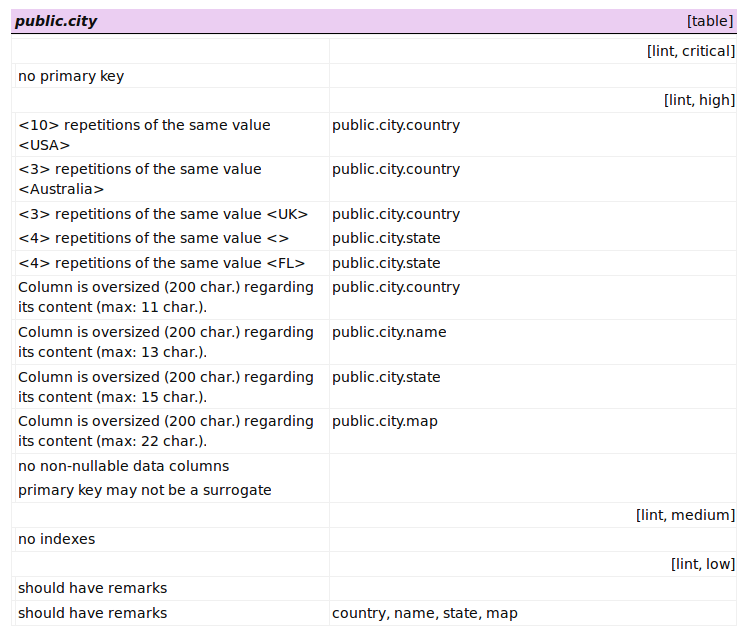 public.city [table]
[lint, critical]
no primary key
[lint, high]
<10> repetitions of the same value public.city.country
<USA>
<3> repetitions of the same value public.city.country
<Australia>
<3> repetitions of the same value <UK> public.city.country
<4> repetitions of the same value <> public.city.state
<4> repetitions of the same value <FL> public.city.state
Column is oversized (200 char.) regarding public.city.country
its content (max: 11 char.).
Column is oversized (200 char.) regarding public.city.name
its content (max: 13 char.).
Column is oversized (200 char.) regarding public.city.state
its content (max: 15 char.).
Column is oversized (200 char.) regarding public.city.map
its content (max: 22 char.).
no non-nullable data columns
primary key may not be a surrogate
[lint, medium]
no indexes
[lint, low]
should have remarks
should have remarks country, name, state, map